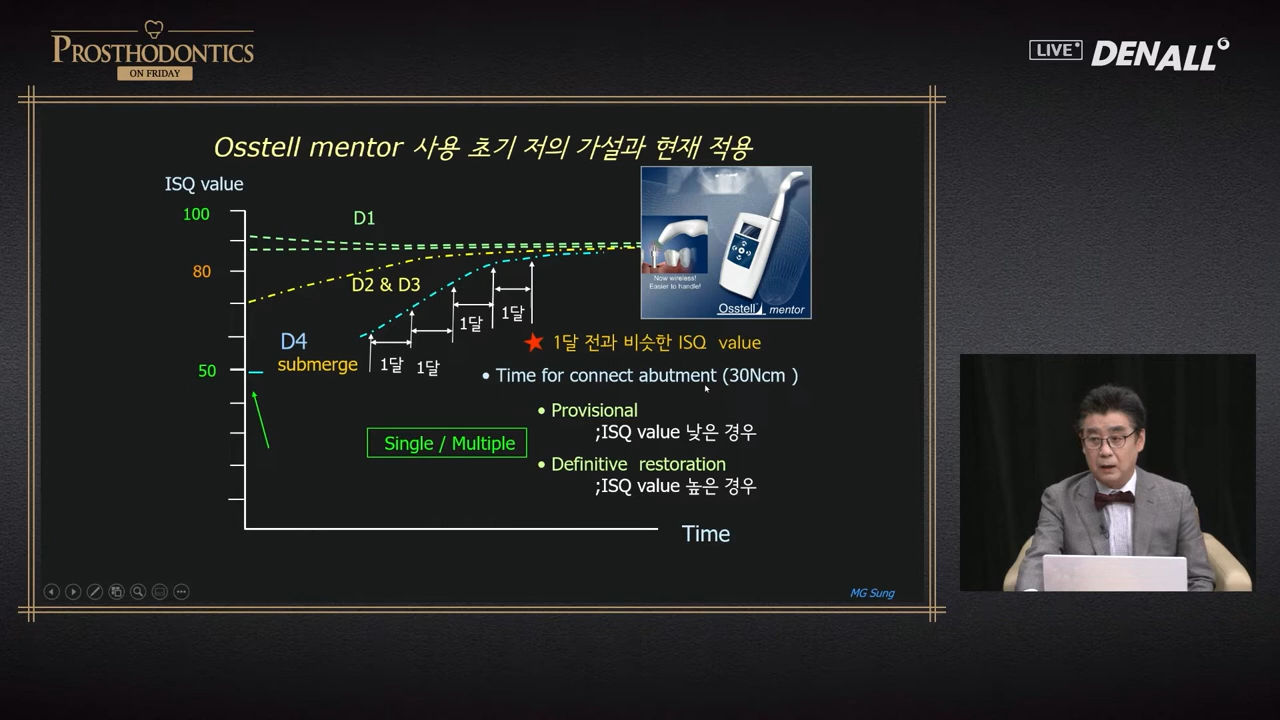 PROSTHODONTICS
ON FRIDAY
LIVE
DENALL
Osstell mentor 사용 초기 저의 가설과 현재 적용
ISQ value
100
D1
80
D2 & D3
Now wireless!
Easier to handle!
Osstell mentor
1달
1달
D4
submerge
1달
1달
★ 1달 전과 비슷한 ISQ value
50
• Time for connect abutment (30Ncm )
• Provisional
;ISQ value 낮은 경우
Single / Multiple
• Definitive restoration
;ISQ value 높은 경우
Time
MG Sung